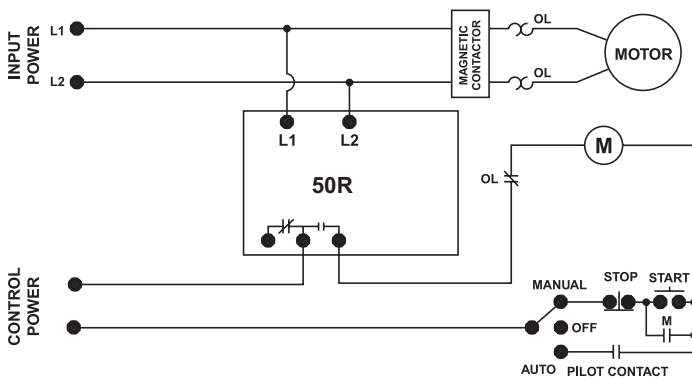 INPUT
POWER
L1
L2
MAGNETIC
CONTACTOR
OL
OL
MOTOR
L1
L2
50R
M
OL
CONTROL
POWER
MANUAL
STOP
START
OFF
M
AUTO
PILOT CONTACT